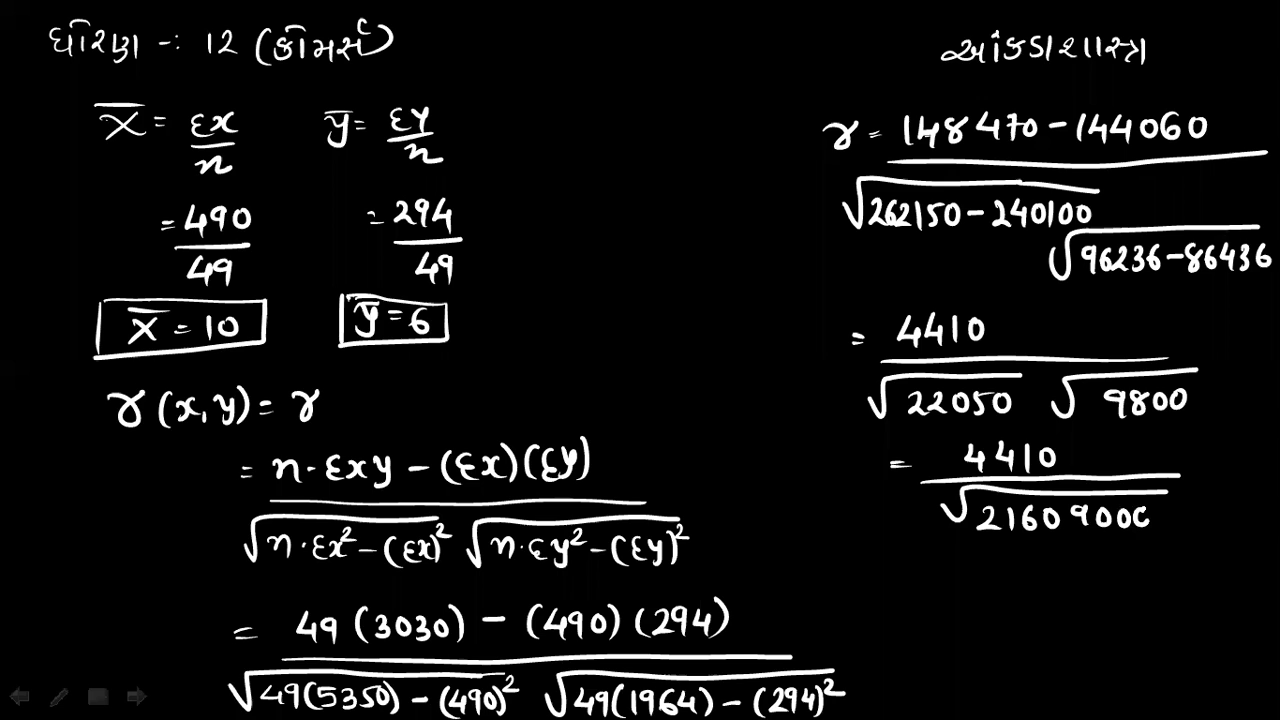 ધોરણ -: 12 (કોમર્સ)
આંકડાશાસ્ત્ર
x̅ = Σx/n   y̅ = Σy/n
= 490/49   = 294/49
x̅ = 10   y̅ = 6
r (x, y) = r
= n·Σxy – (Σx)(Σy)
√n·Σx² – (Σx)² √n·Σy² – (Σy)²
= 49 (3030) – (490) (294)
√49(5350) – (490)² √49(1964) – (294)²
r = 148470 – 144060
√262150 – 240100
√96236 – 86436
= 4410
√22050 √9800
= 4410
√21609000